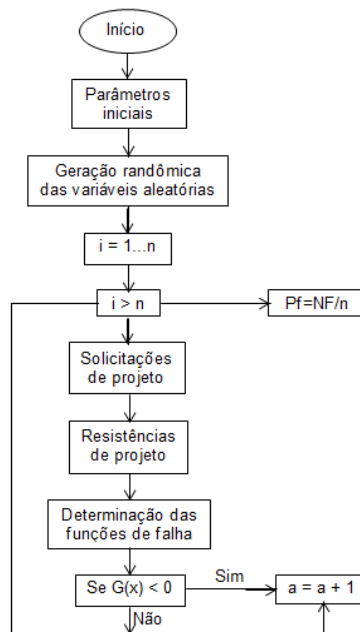 Início
Parâmetros
iniciais
Geração randômica
das variáveis aleatórias
i = 1...n
i > n
Pf=NF/n
Solicitações
de projeto
Resistências
de projeto
Determinação das
funções de falha
Se G(x) < 0
Sim
a = a + 1
Não